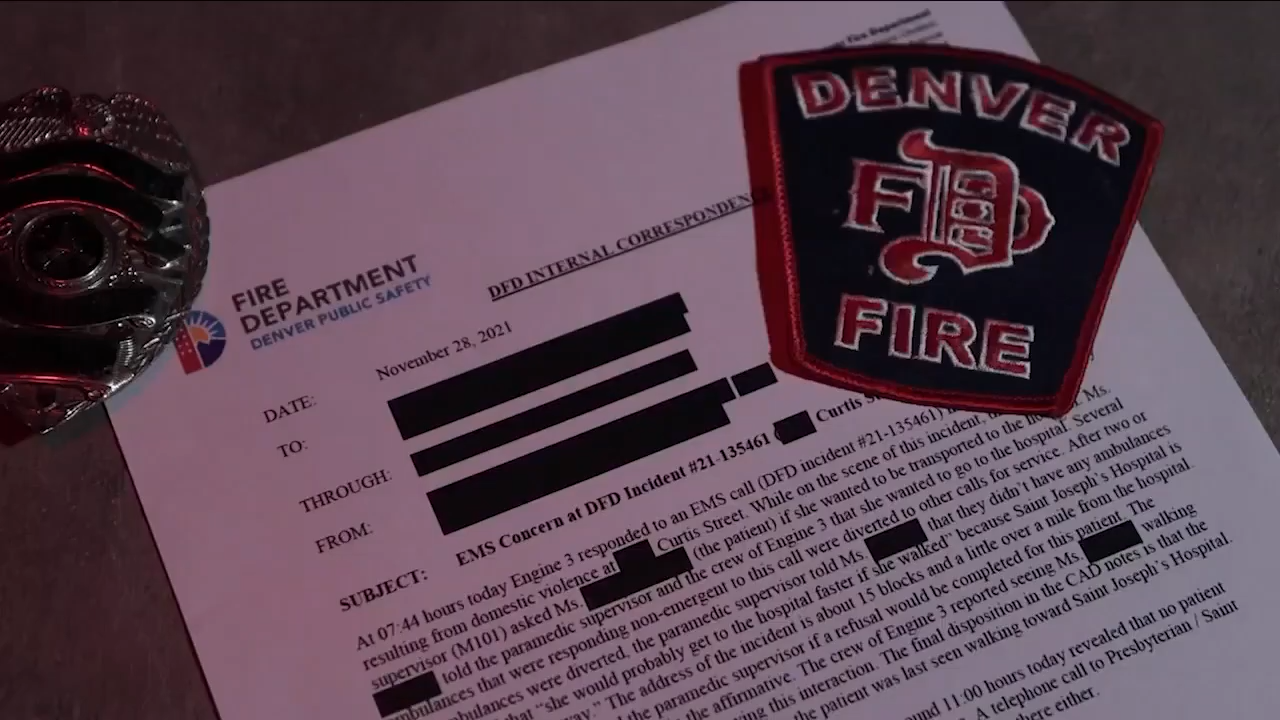 Fire Department
DENVER
FD
FIRE
DFD INTERNAL CORRESPONDENC
FIRE
DEPARTMENT
DENVER PUBLIC SAFETY
DATE:
November 28, 2021
TO:
THROUGH:
FROM:
SUBJECT:
EMS Concern at DFD Incident #21-135461 ( Curtis
At 07:44 hours today Engine 3 responded to an EMS call (DFD incident #21-135461)
resulting from domestic violence at Curtis Street. While on the scene of this incident, Ms.
supervisor (M101) asked Ms. (the patient) if she wanted to be transported to the
told the paramedic supervisor and the crew of Engine 3 that she wanted to go to the hospital. Several
ambulances that were responding non-emergent to this call were diverted to other calls for service. After two or
ambulances were diverted, the paramedic supervisor told Ms. that they didn't have any ambulances
that "she would probably get to the hospital faster if she walked" because Saint Joseph's Hospital is
way." The address of the incident is about 15 blocks and a little over a mile from the hospital.
the paramedic supervisor if a refusal would be completed for this patient. The
the affirmative. The crew of Engine 3 reported seeing Ms. walking
this interaction. The final disposition in the CAD notes is that the
the patient was last seen walking toward Saint Joseph's Hospital.
11:00 hours today revealed that no patient
A telephone call to Presbyterian / Saint
here either.